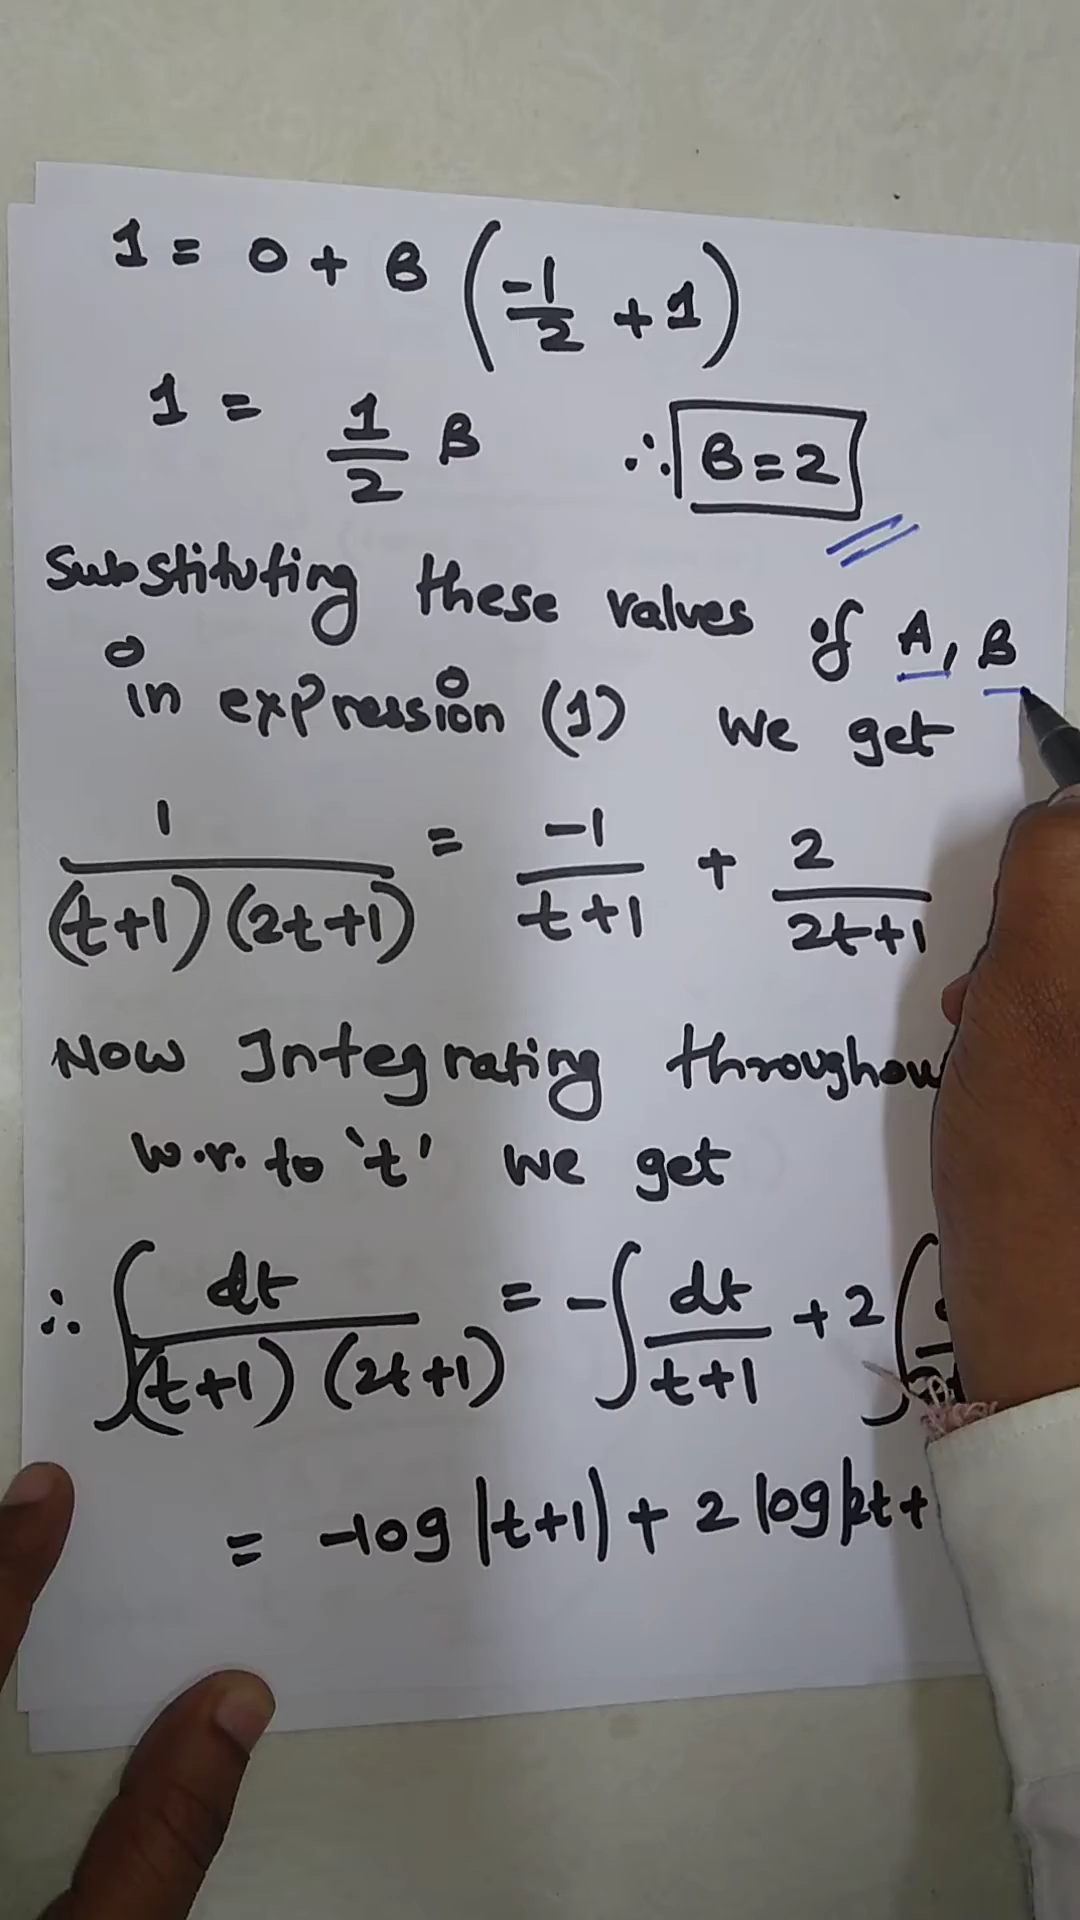 1 = 0 + B (-1/2 + 1)
1 = 1/2 B ∴ B=2
Substituting these values of A, B
in expression (1) we get
1/(t+1)(2t+1) = -1/t+1 + 2/2t+1
Now Integrating throughou
w.r. to 't' we get
∴ ∫ dt/(t+1)(2t+1) = -∫ dt/t+1 + 2∫
= -log|t+1| + 2 log|2t+